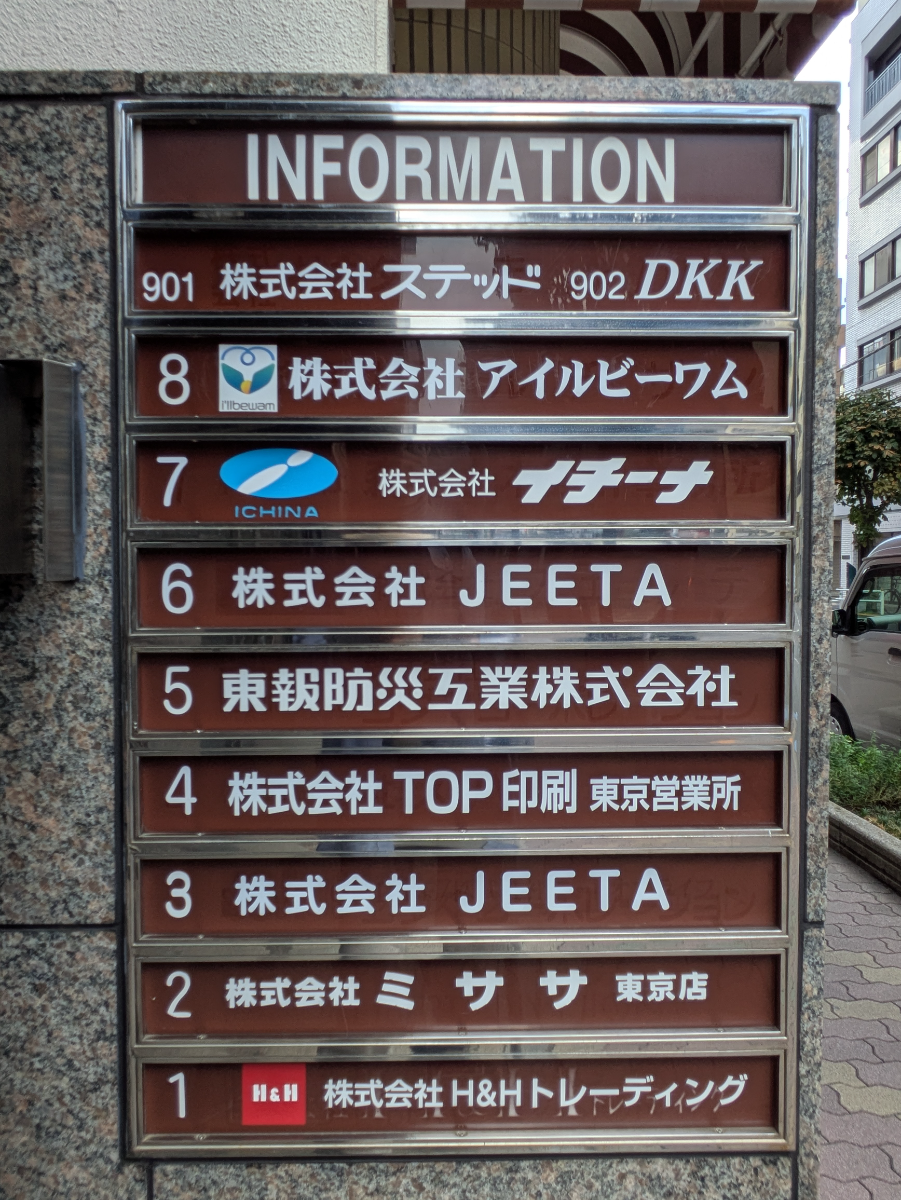 INFORMATION
901 株式会社 ステッド 902 DKK
8 i'llbewam 株式会社 アイルビーワム
7 ICHINA 株式会社 イチーナ
6 株式会社 JEETA
5 東報防災工業株式会社
4 株式会社 TOP印刷 東京営業所
3 株式会社 JEETA
2 株式会社 ミササ 東京店
1 H&H 株式会社 H&Hトレーディング